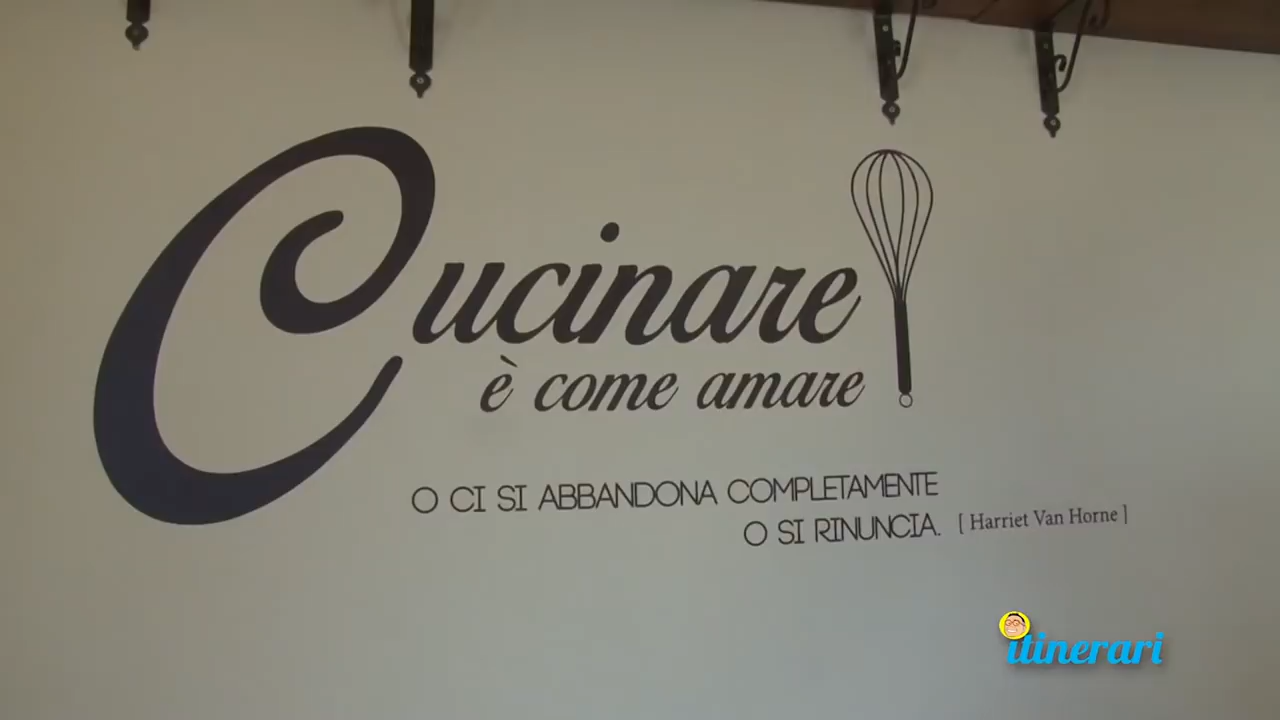 Cucinare
è come amare
O CI SI ABBANDONA COMPLETAMENTE
O SI RINUNCIA. [ Harriet Van Horne ]
itinerari